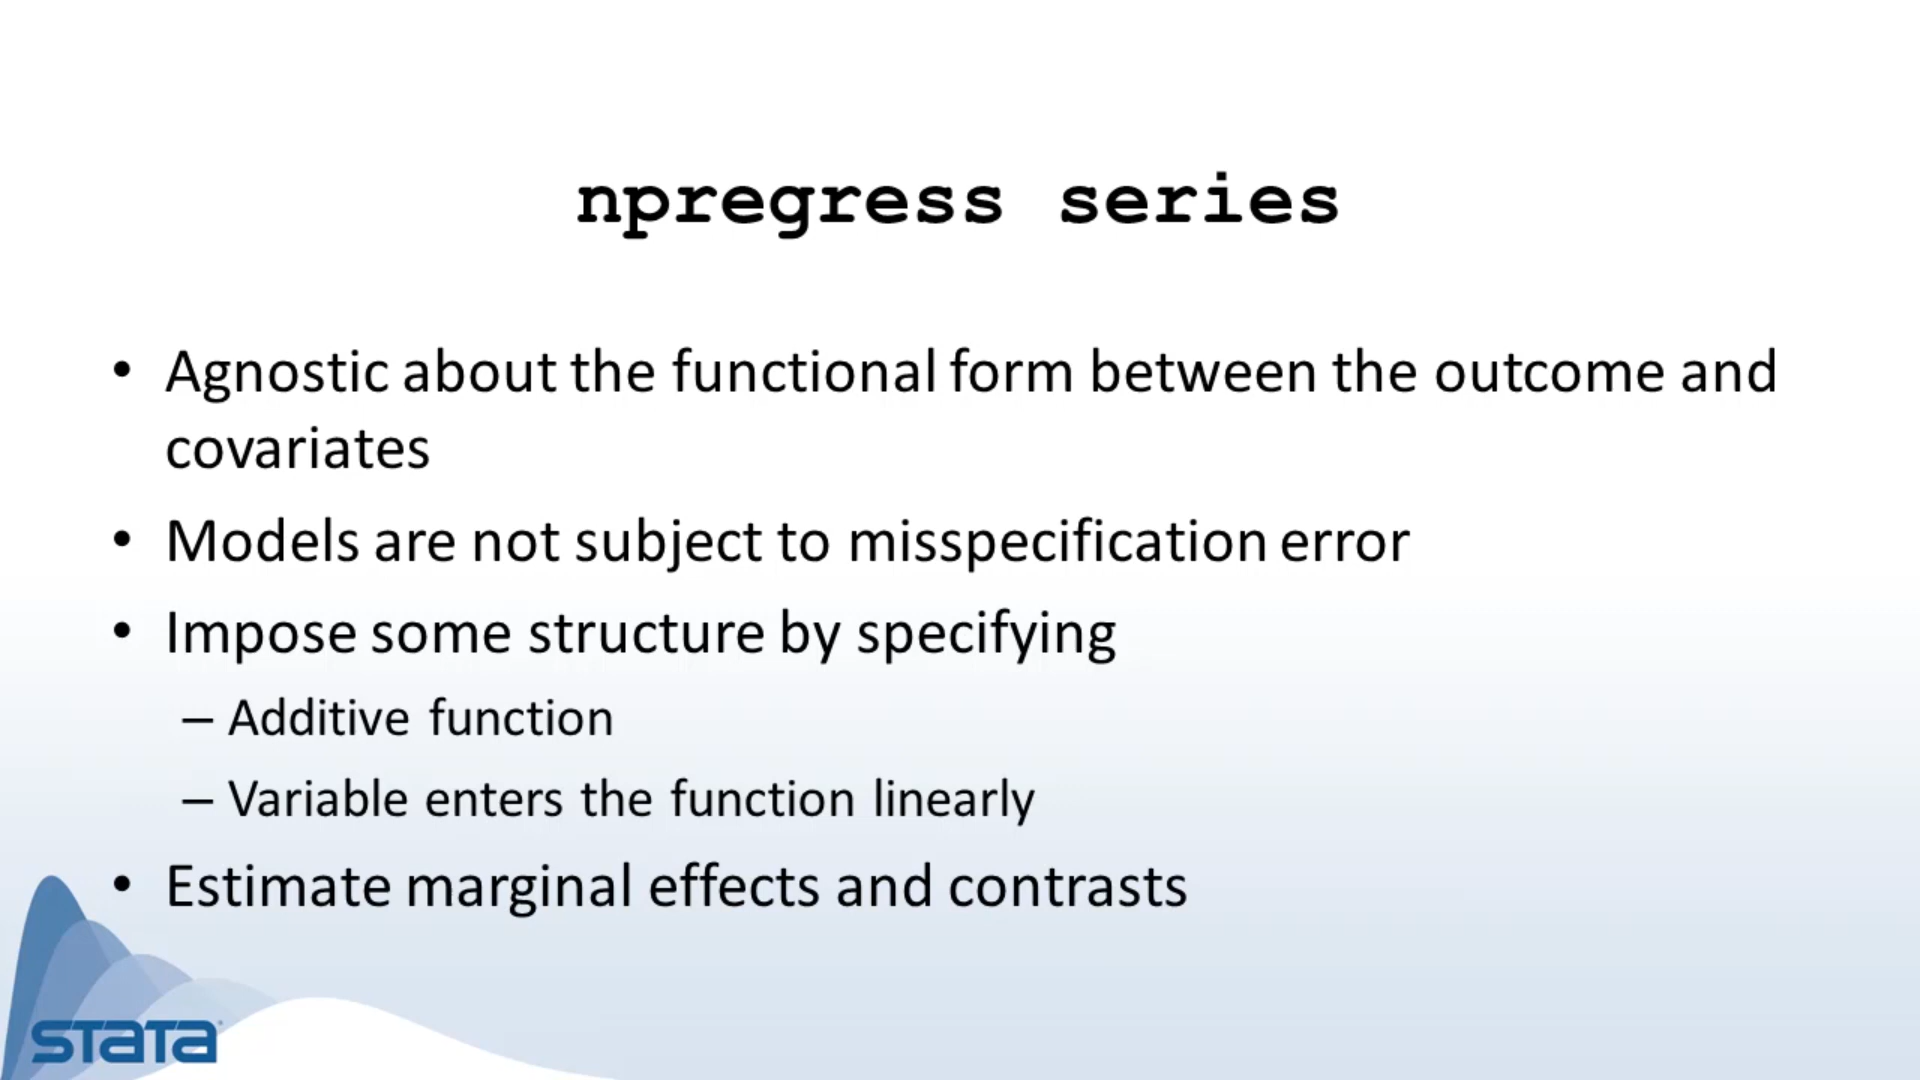 npregress series
• Agnostic about the functional form between the outcome and
covariates
• Models are not subject to misspecification error
• Impose some structure by specifying
– Additive function
– Variable enters the function linearly
• Estimate marginal effects and contrasts
stata